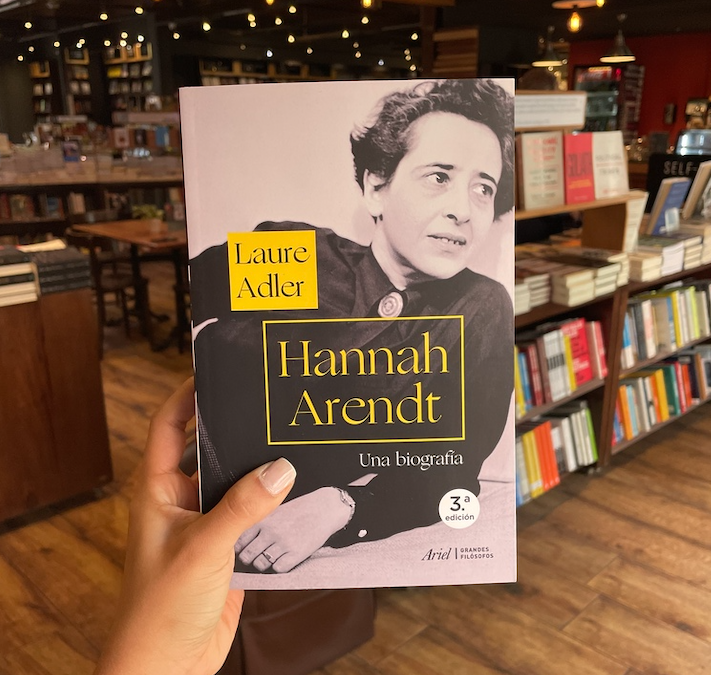 Laure
Adler
Hannah
Arendt
Una biografía
3.ª
edición
Ariel
GRANDES
FILÓSOFOS
SELF-